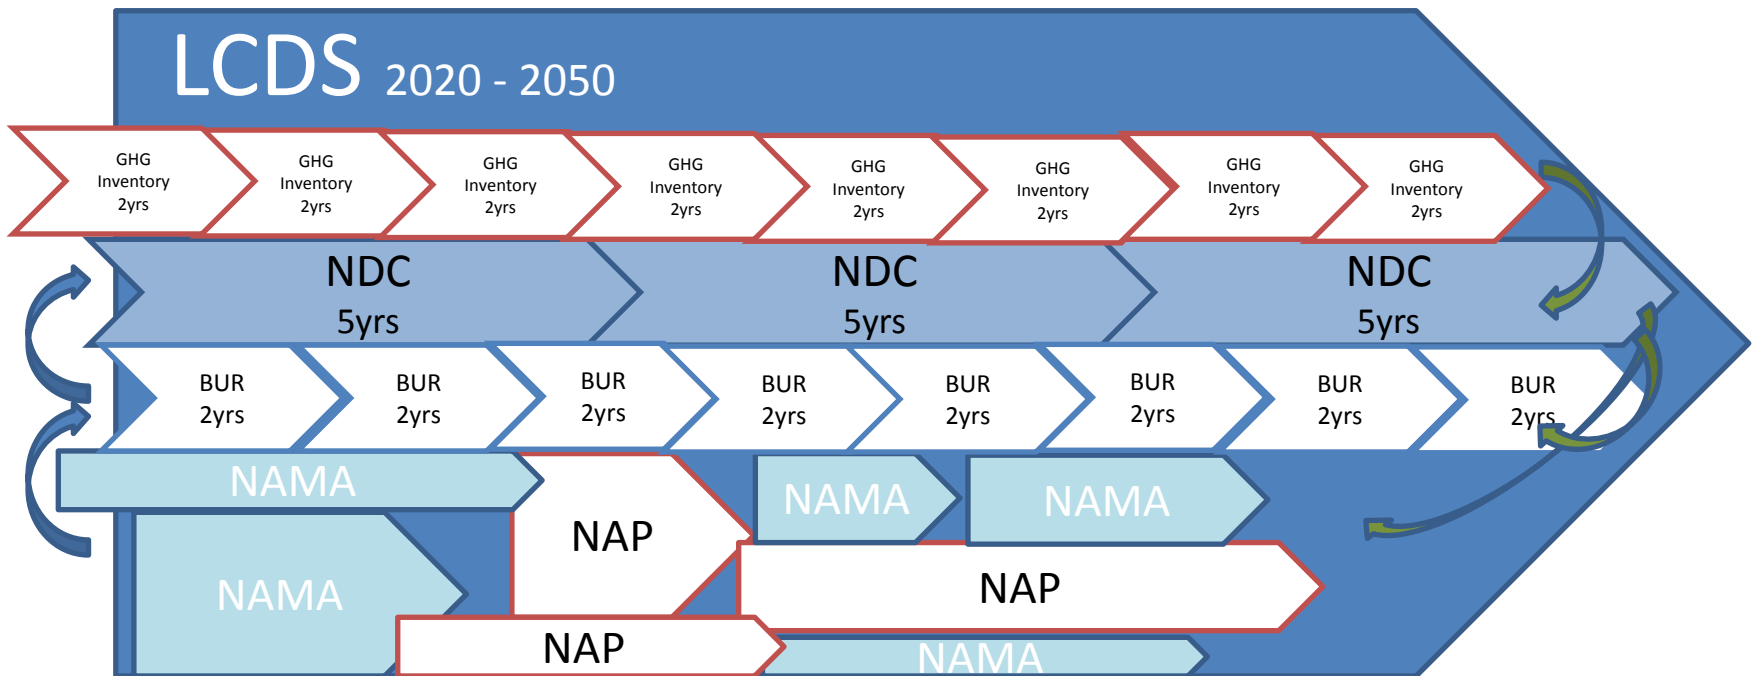 LCDS 2020 - 2050
GHG
Inventory
2yrs
GHG
Inventory
2yrs
GHG
Inventory
2yrs
GHG
Inventory
2yrs
GHG
Inventory
2yrs
GHG
Inventory
2yrs
GHG
Inventory
2yrs
GHG
Inventory
2yrs
NDC
5yrs
NDC
5yrs
NDC
5yrs
BUR
2yrs
BUR
2yrs
BUR
2yrs
BUR
2yrs
BUR
2yrs
BUR
2yrs
BUR
2yrs
BUR
2yrs
NAMA
NAP
NAMA
NAMA
NAMA
NAP
NAP
NAMA